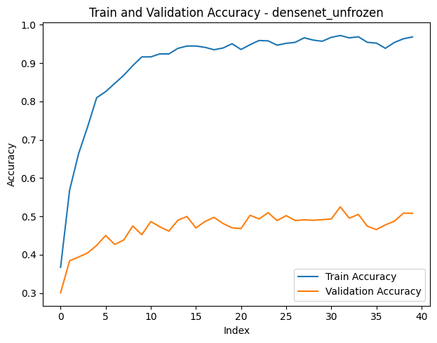 Train and Validation Accuracy - densenet_unfrozen
1.0
0.9
0.8
0.7
0.6
0.5
0.4
0.3
Accuracy
Train Accuracy
Validation Accuracy
0 5 10 15 20 25 30 35 40
Index